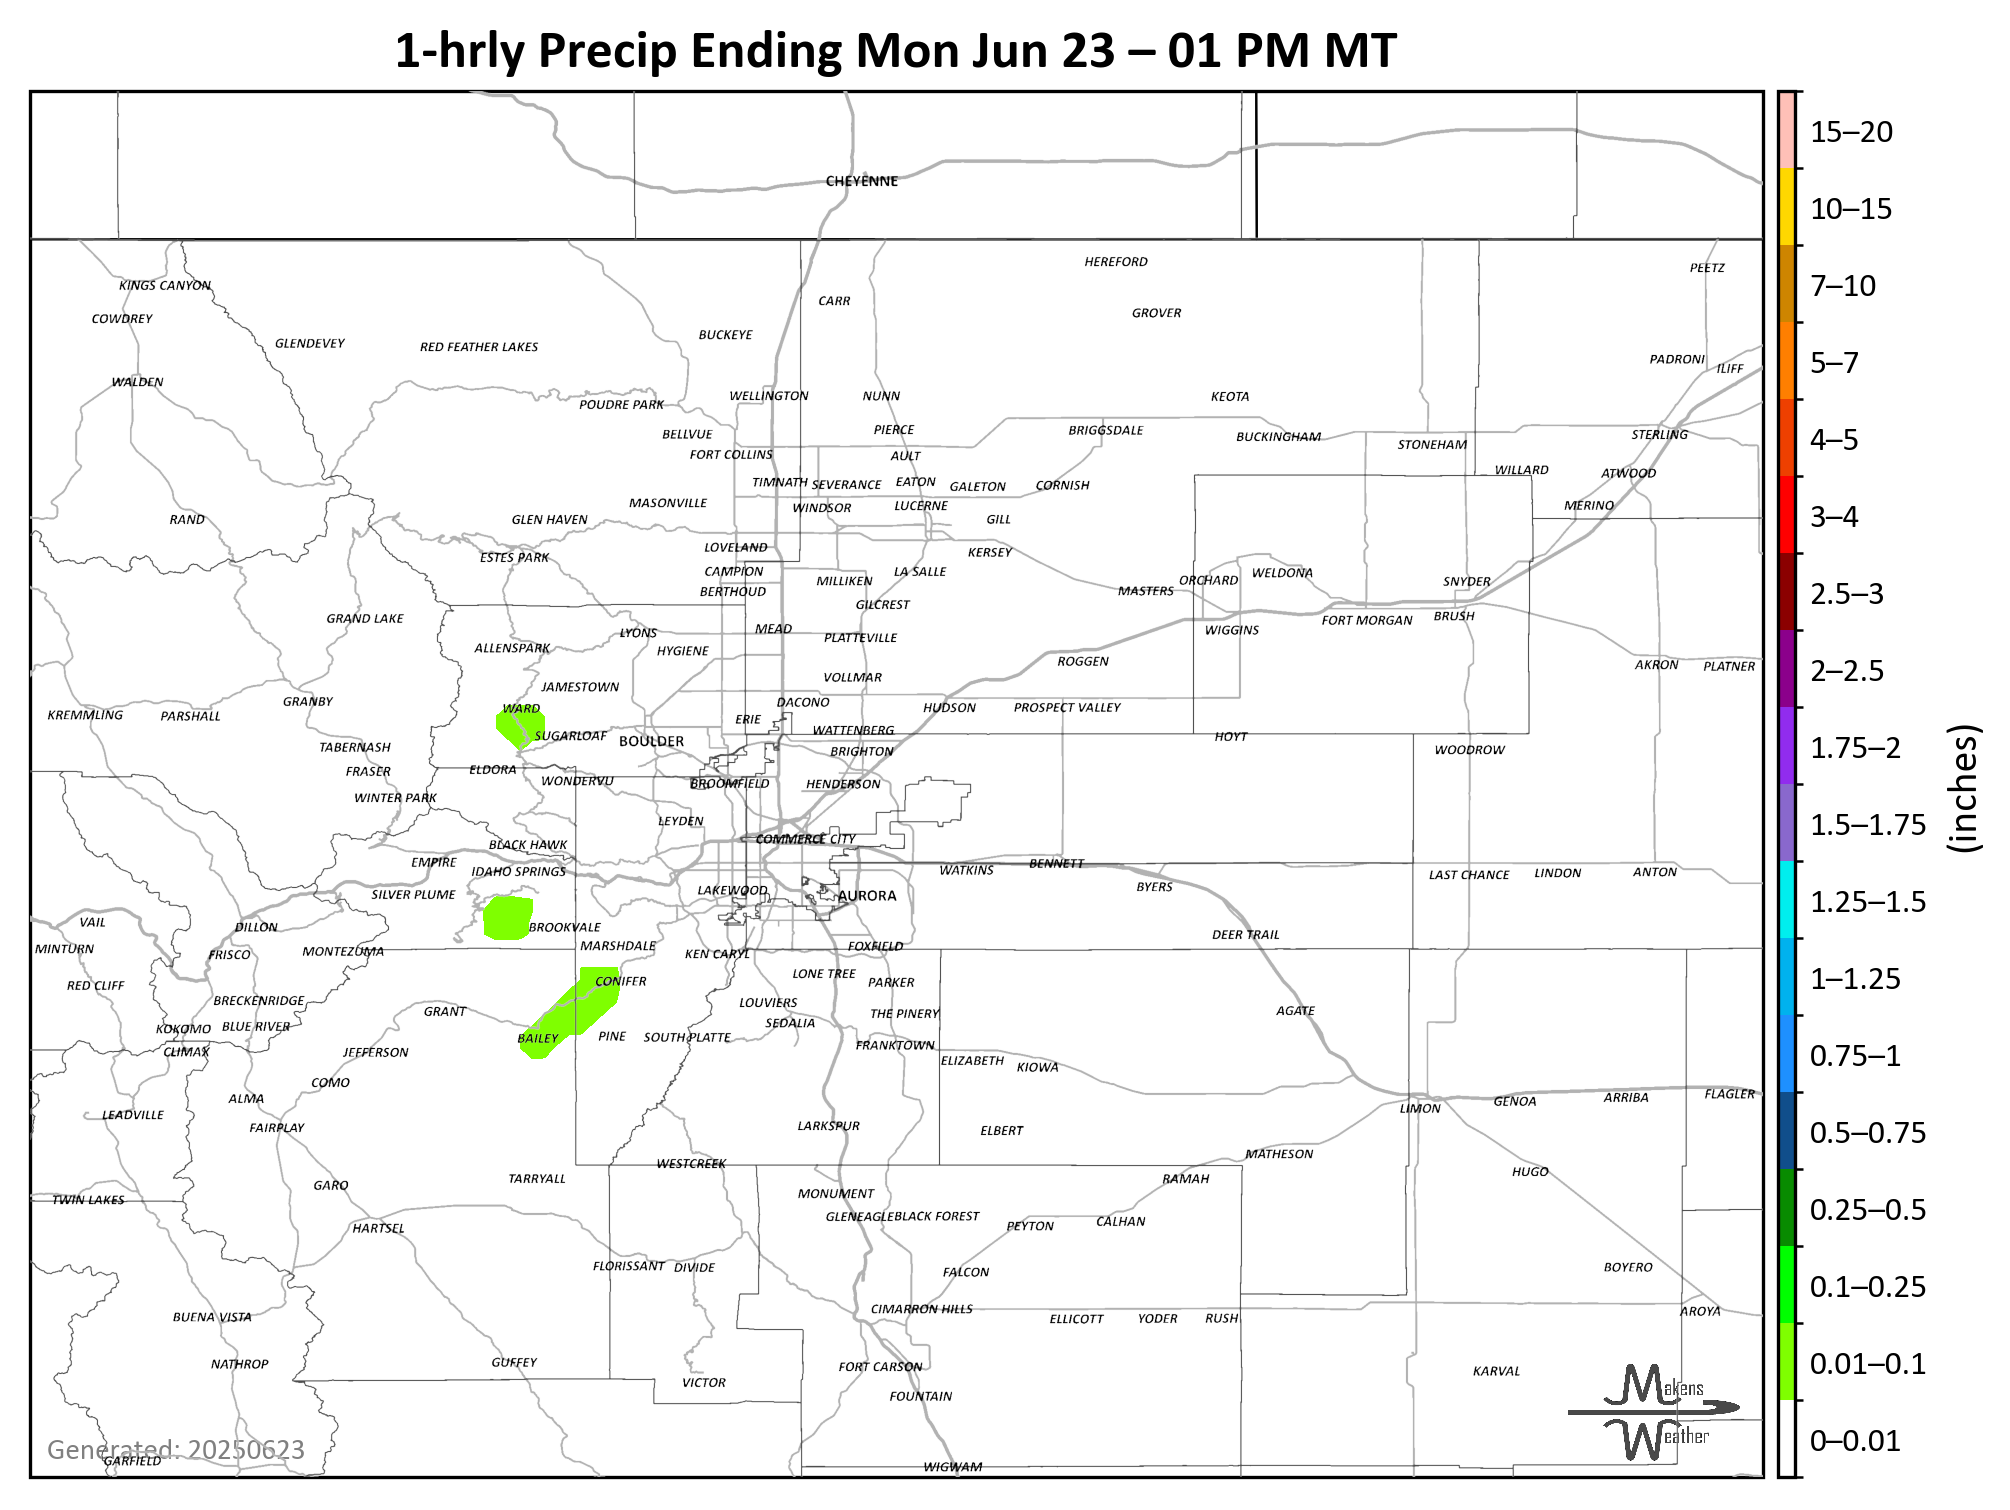 1-hrly Precip Ending Mon Jun 23 – 01 PM MT
CHEYENNE
15–20
10–15
HEREFORD
PEETZ
KINGS CANYON
7–10
CARR
GROVER
COWDREY
BUCKEYE
GLENDEVEY
RED FEATHER LAKES
PADRONI
5–7
ILIFF
WALDEN
WELLINGTON
NUNN
KEOTA
POUDRE PARK
PIERCE
BRIGGSDALE
BELLVUE
BUCKINGHAM
STERLING
4–5
STONEHAM
FORT COLLINS
AULT
WILLARD
ATWOOD
TIMNATH
SEVERANCE
EATON
GALETON
CORNISH
MASONVILLE
WINDSOR
LUCERNE
MERINO
3–4
RAND
GLEN HAVEN
GILL
LOVELAND
KERSEY
ESTES PARK
CAMPION
LA SALLE
WELDONA
MILLIKEN
ORCHARD
SNYDER
BERTHOUD
MASTERS
2.5–3
GILCREST
GRAND LAKE
BRUSH
FORT MORGAN
MEAD
LYONS
WIGGINS
PLATTEVILLE
ALLENSPARK
HYGIENE
ROGGEN
AKRON
PLATNER
2–2.5
VOLLMAR
JAMESTOWN
GRANBY
DACONO
WARD
HUDSON
PROSPECT VALLEY
KREMMLING
PARSHALL
ERIE
WATTENBERG
SUGARLOAF
HOYT
BOULDER
TABERNASH
BRIGHTON
WOODROW
1.75–2
FRASER
ELDORA
WONDERVU
BROOMFIELD
HENDERSON
(inches)
WINTER PARK
LEYDEN
1.5–1.75
COMMERCE CITY
BLACK HAWK
EMPIRE
BENNETT
IDAHO SPRINGS
WATKINS
LAST CHANCE
LINDON
ANTON
BYERS
SILVER PLUME
LAKEWOOD
AURORA
1.25–1.5
VAIL
DILLON
BROOKVALE
DEER TRAIL
MINTURN
FRISCO
MONTEZUMA
MARSHDALE
KEN CARYL
FOXFIELD
LONE TREE
1–1.25
RED CLIFF
CONIFER
PARKER
BRECKENRIDGE
LOUVIERS
GRANT
THE PINERY
AGATE
KOKOMO
BLUE RIVER
SEDALIA
BAILEY
PINE
SOUTH PLATTE
FRANKTOWN
CLIMAX
JEFFERSON
0.75–1
ELIZABETH
KIOWA
COMO
ALMA
FLAGLER
GENOA
ARRIBA
LIMON
LEADVILLE
FAIRPLAY
LARKSPUR
ELBERT
0.5–0.75
MATHESON
WESTCREEK
HUGO
TARRYALL
RAMAH
GARO
MONUMENT
TWIN LAKES
GLENEAGLE
BLACK FOREST
0.25–0.5
HARTSEL
PEYTON
CALHAN
FLORISSANT
DIVIDE
FALCON
BOYERO
0.1–0.25
CIMARRON HILLS
AROYA
BUENA VISTA
ELLICOTT
YODER
RUSH
NATHROP
GUFFEY
FORT CARSON
KARVAL
0.01–0.1
VICTOR
FOUNTAIN
Makens
Weather
Generated: 20250623
GARFIELD
WIGWAM
0–0.01